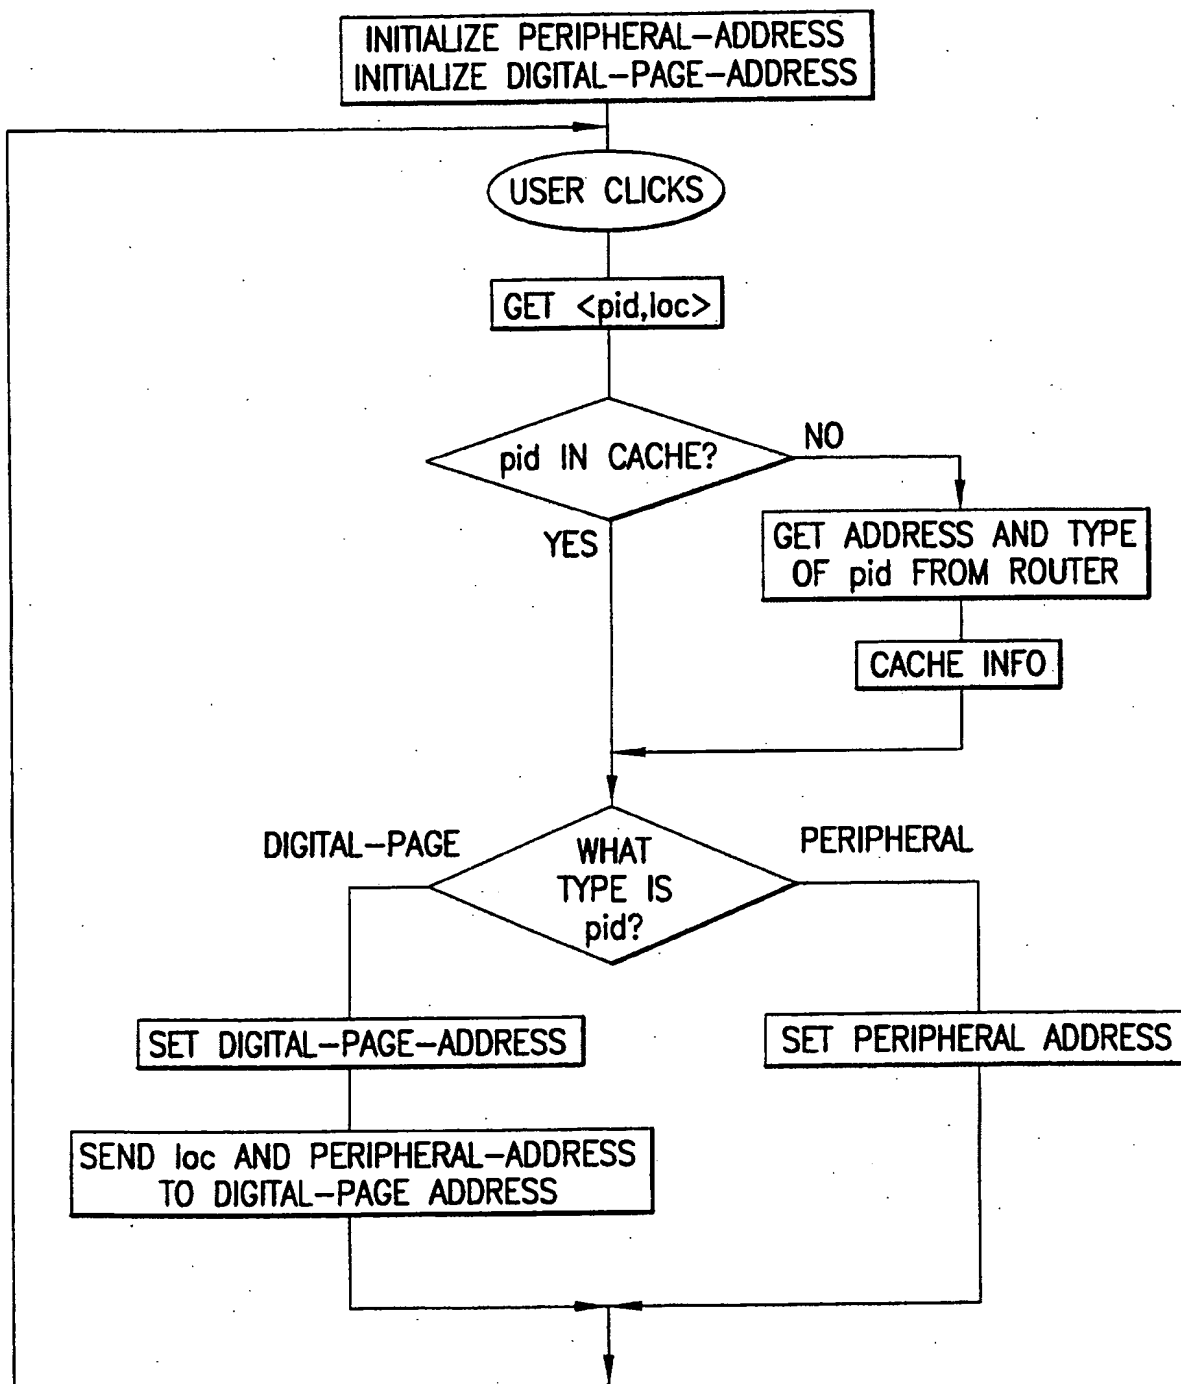 INITIALIZE PERIPHERAL-ADDRESS
INITIALIZE DIGITAL-PAGE-ADDRESS
USER CLICKS
GET <pid,loc>
pid IN CACHE?
NO
YES
GET ADDRESS AND TYPE
OF pid FROM ROUTER
CACHE INFO
DIGITAL-PAGE
WHAT
TYPE IS
pid?
PERIPHERAL
SET DIGITAL-PAGE-ADDRESS
SET PERIPHERAL ADDRESS
SEND loc AND PERIPHERAL-ADDRESS
TO DIGITAL-PAGE ADDRESS